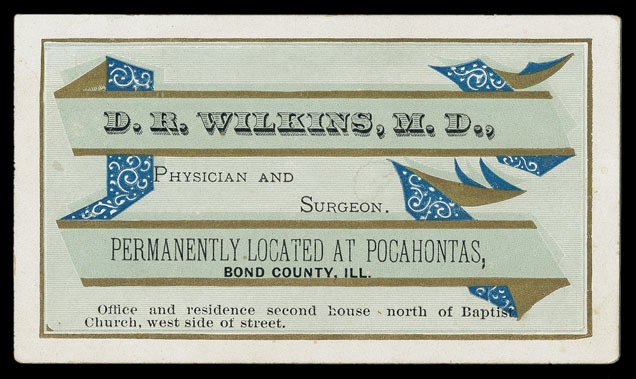 D. R. WILKINS, M. D.,
PHYSICIAN AND
SURGEON.
PERMANENTLY LOCATED AT POCAHONTAS,
BOND COUNTY, ILL.
Office and residence second house north of Baptist
Church, west side of street.